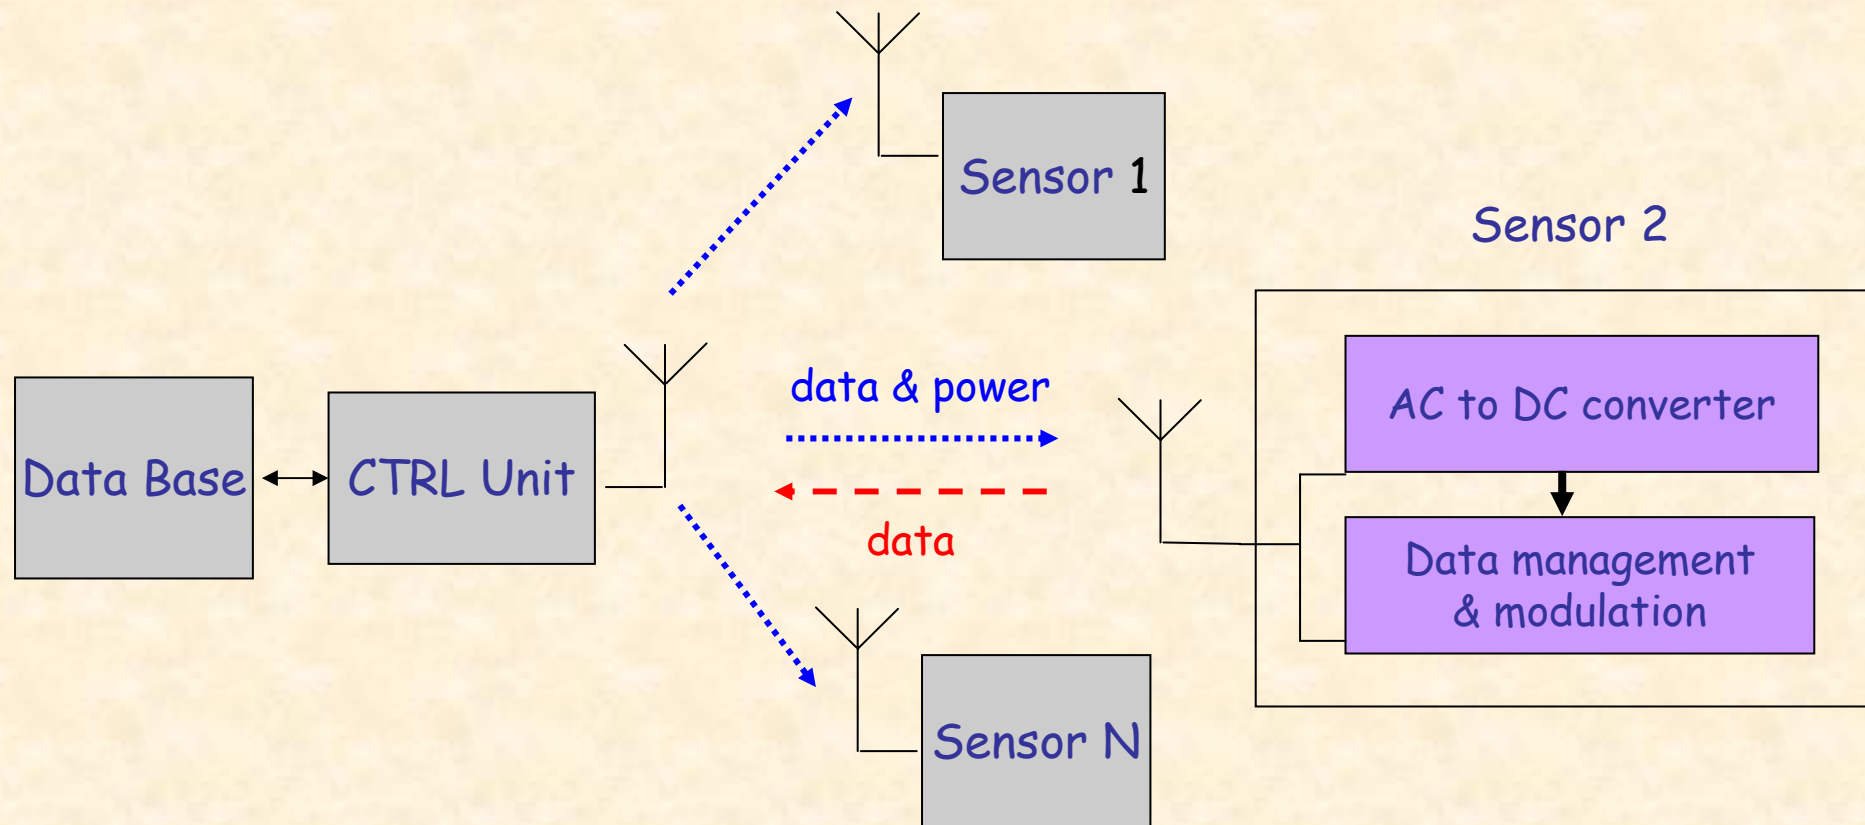 Sensor 1
Sensor 2
data & power
AC to DC converter
Data Base
CTRL Unit
data
Data management
& modulation
Sensor N